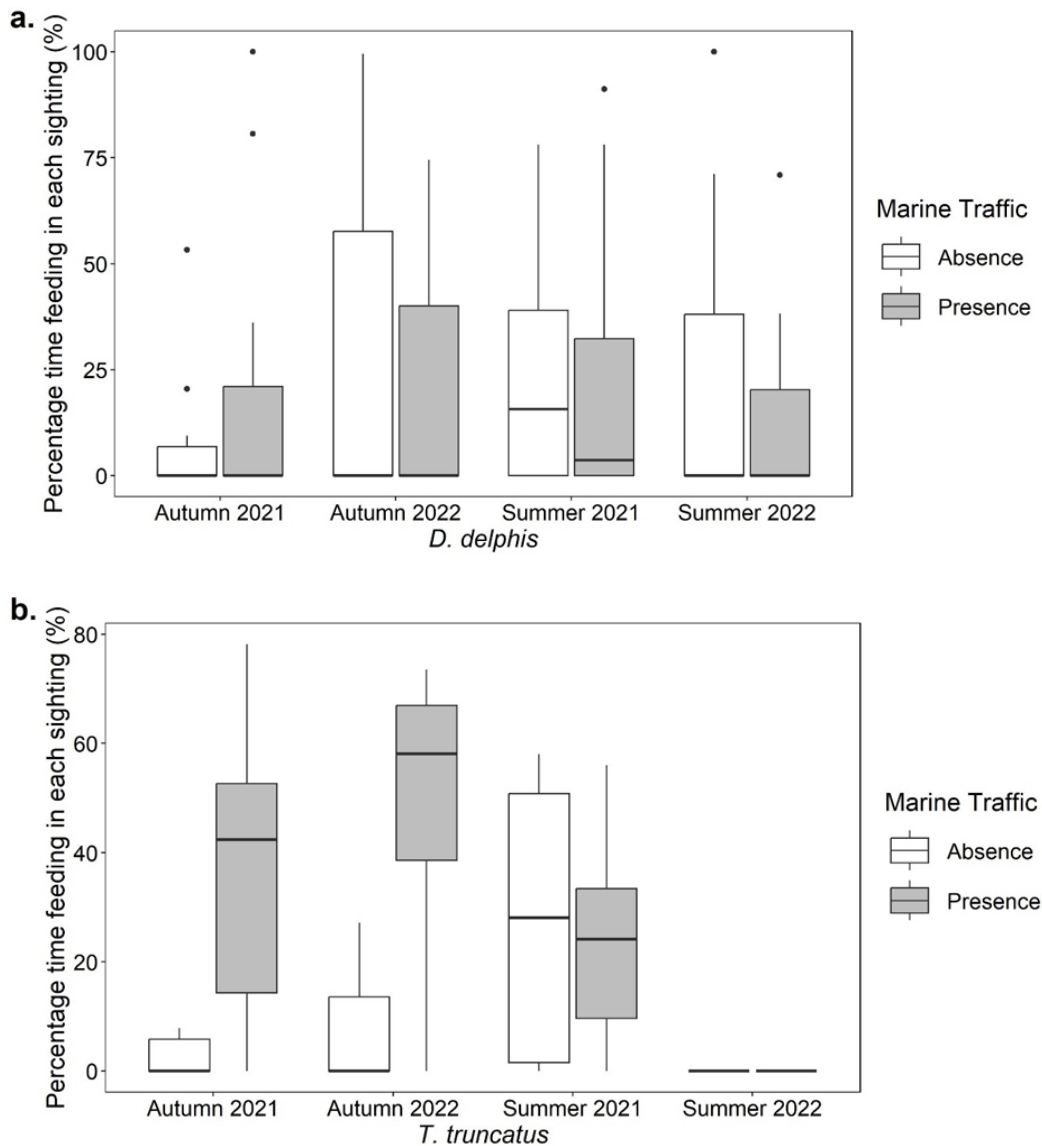 a.
Percentage time feeding in each sighting (%)
100
75
50
25
0
Autumn 2021
Autumn 2022
Summer 2021
Summer 2022
D. delphis
Marine Traffic
Absence
Presence
b.
Percentage time feeding in each sighting (%)
80
60
40
20
0
Autumn 2021
Autumn 2022
Summer 2021
Summer 2022
T. truncatus
Marine Traffic
Absence
Presence